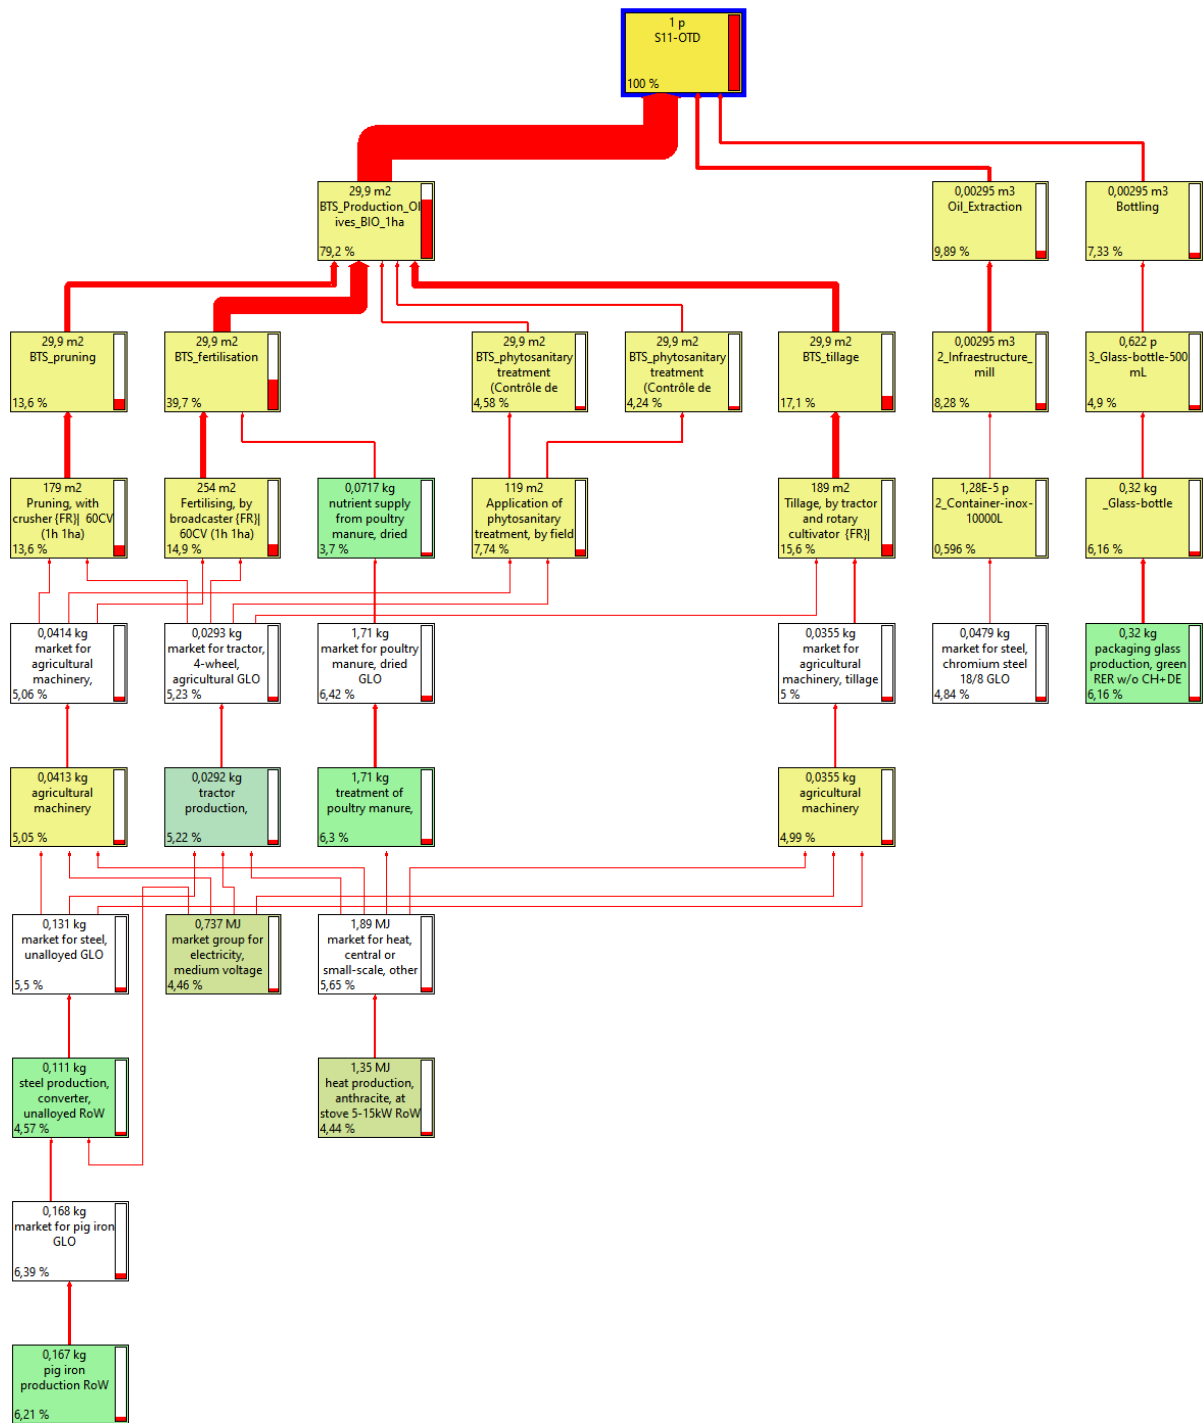 1 p
S11-OTD
100 %
29,9 m2
BTS_Production_Ol
ives_BIO_1ha
79,2 %
0,00295 m3
Oil_Extraction
9,89 %
0,00295 m3
Bottling
7,33 %
29,9 m2
BTS_pruning
13,6 %
29,9 m2
BTS_fertilisation
39,7 %
29,9 m2
BTS_phytosanitary
treatment
(Contrôle de
4,58 %
29,9 m2
BTS_phytosanitary
treatment
(Contrôle de
4,24 %
29,9 m2
BTS_tillage
17,1 %
0,00295 m3
2_Infraestructure_
mill
8,28 %
0,622 p
3_Glass-bottle-500
mL
4,9 %
179 m2
Pruning, with
crusher {FR}| 60CV
(1h 1ha)
13,6 %
254 m2
Fertilising, by
broadcaster {FR}|
60CV (1h 1ha)
14,9 %
0,0717 kg
nutrient supply
from poultry
manure, dried
3,7 %
119 m2
Application of
phytosanitary
treatment, by field
7,74 %
189 m2
Tillage, by tractor
and rotary
cultivator {FR}|
15,6 %
1,28E-5 p
2_Container-inox-
10000L
0,596 %
0,32 kg
_Glass-bottle
6,16 %
0,0414 kg
market for
agricultural
machinery,
5,06 %
0,0293 kg
market for tractor,
4-wheel,
agricultural GLO
5,23 %
1,71 kg
market for poultry
manure, dried
GLO
6,42 %
0,0355 kg
market for
agricultural
machinery, tillage
5 %
0,0479 kg
market for steel,
chromium steel
18/8 GLO
4,84 %
0,32 kg
packaging glass
production, green
RER w/o CH+DE
6,16 %
0,0413 kg
agricultural
machinery
5,05 %
0,0292 kg
tractor
production,
5,22 %
1,71 kg
treatment of
poultry manure,
6,3 %
0,0355 kg
agricultural
machinery
4,99 %
0,131 kg
market for steel,
unalloyed GLO
5,5 %
0,737 MJ
market group for
electricity,
medium voltage
4,46 %
1,89 MJ
market for heat,
central or
small-scale, other
5,65 %
0,111 kg
steel production,
converter,
unalloyed RoW
4,57 %
1,35 MJ
heat production,
anthracite, at
stove 5-15kW RoW
4,44 %
0,168 kg
market for pig iron
GLO
6,39 %
0,167 kg
pig iron
production RoW
6,21 %